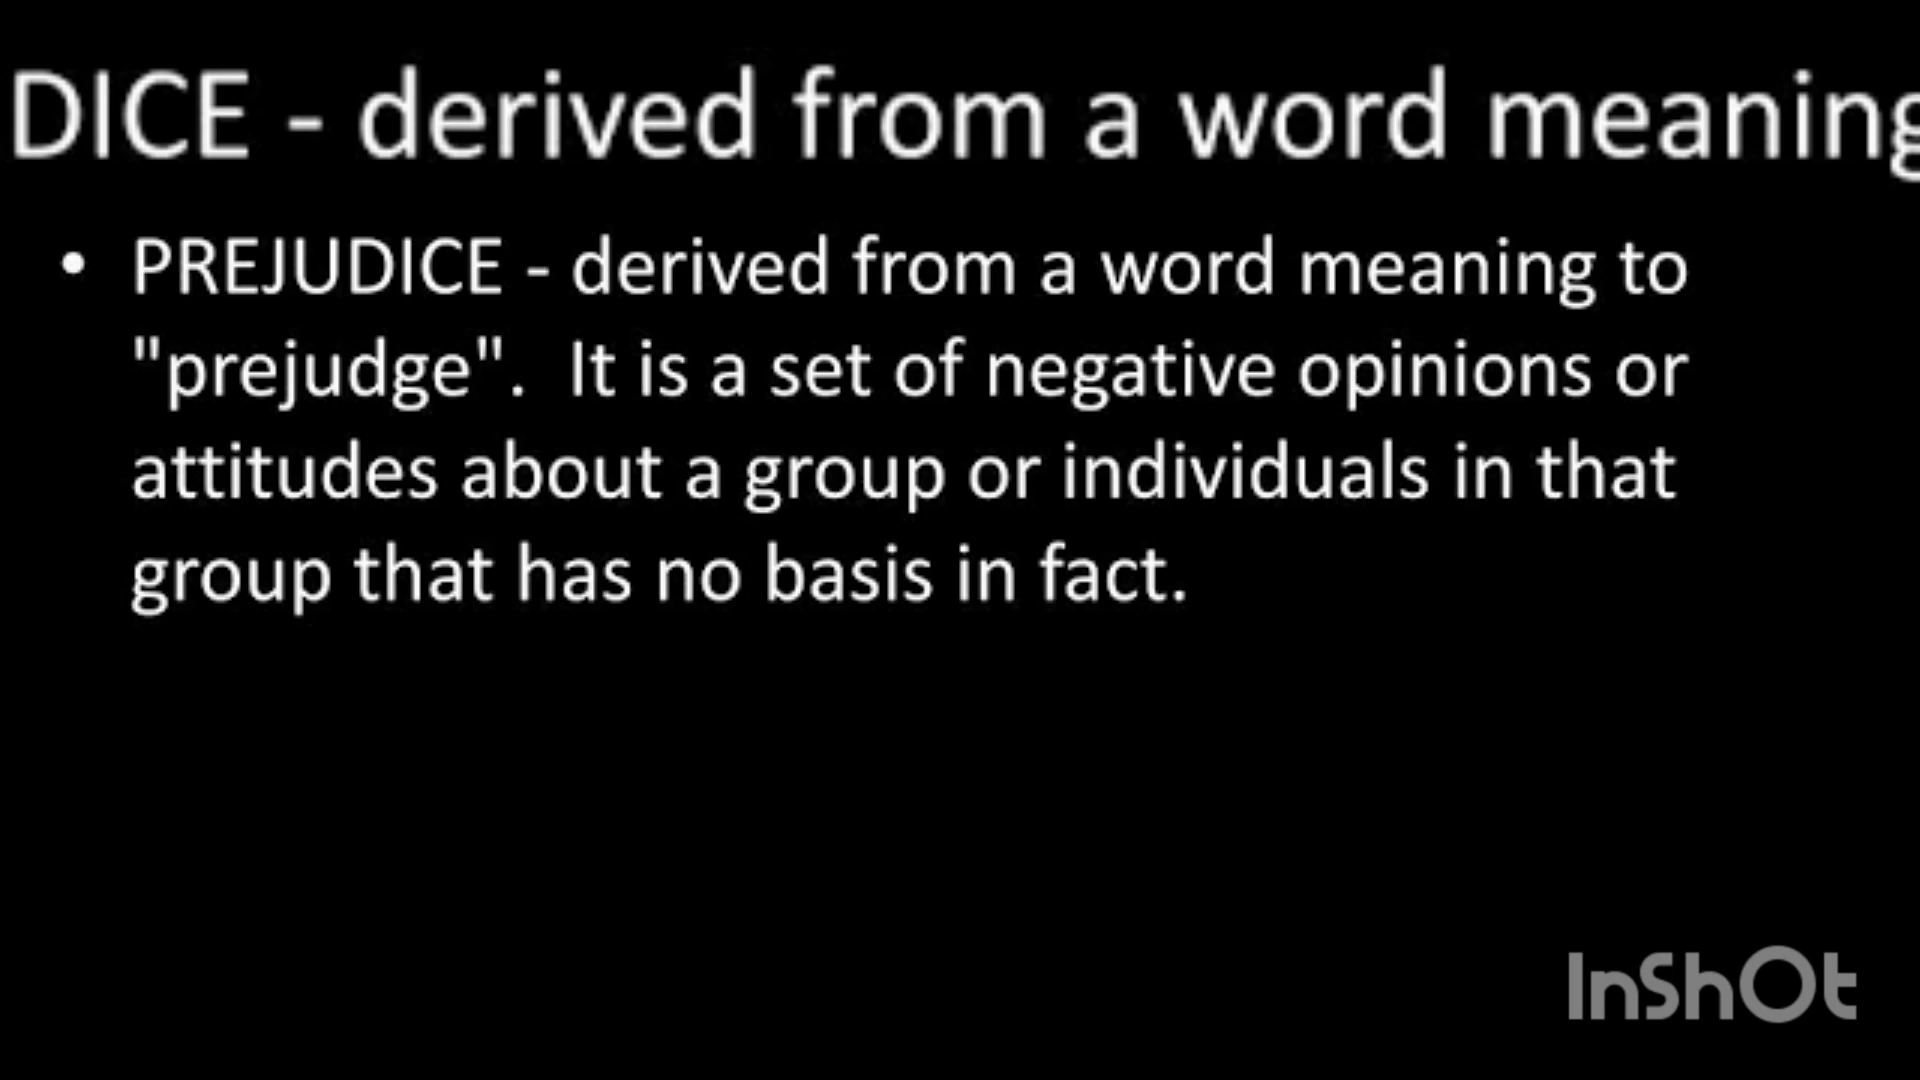 DICE - derived from a word meaning
• PREJUDICE - derived from a word meaning to
"prejudge".  It is a set of negative opinions or
attitudes about a group or individuals in that
group that has no basis in fact.
InShOt